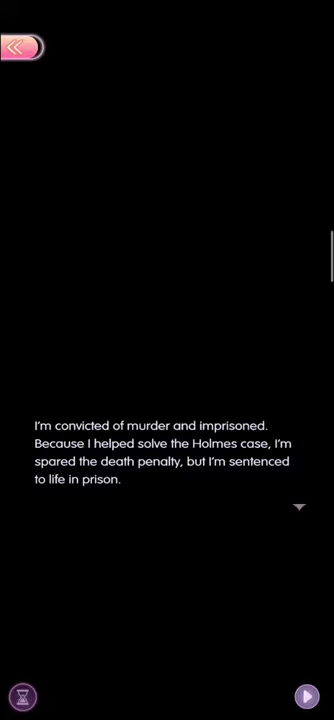 I'm convicted of murder and imprisoned.
Because I helped solve the Holmes case, I'm
spared the death penalty, but I'm sentenced
to life in prison.